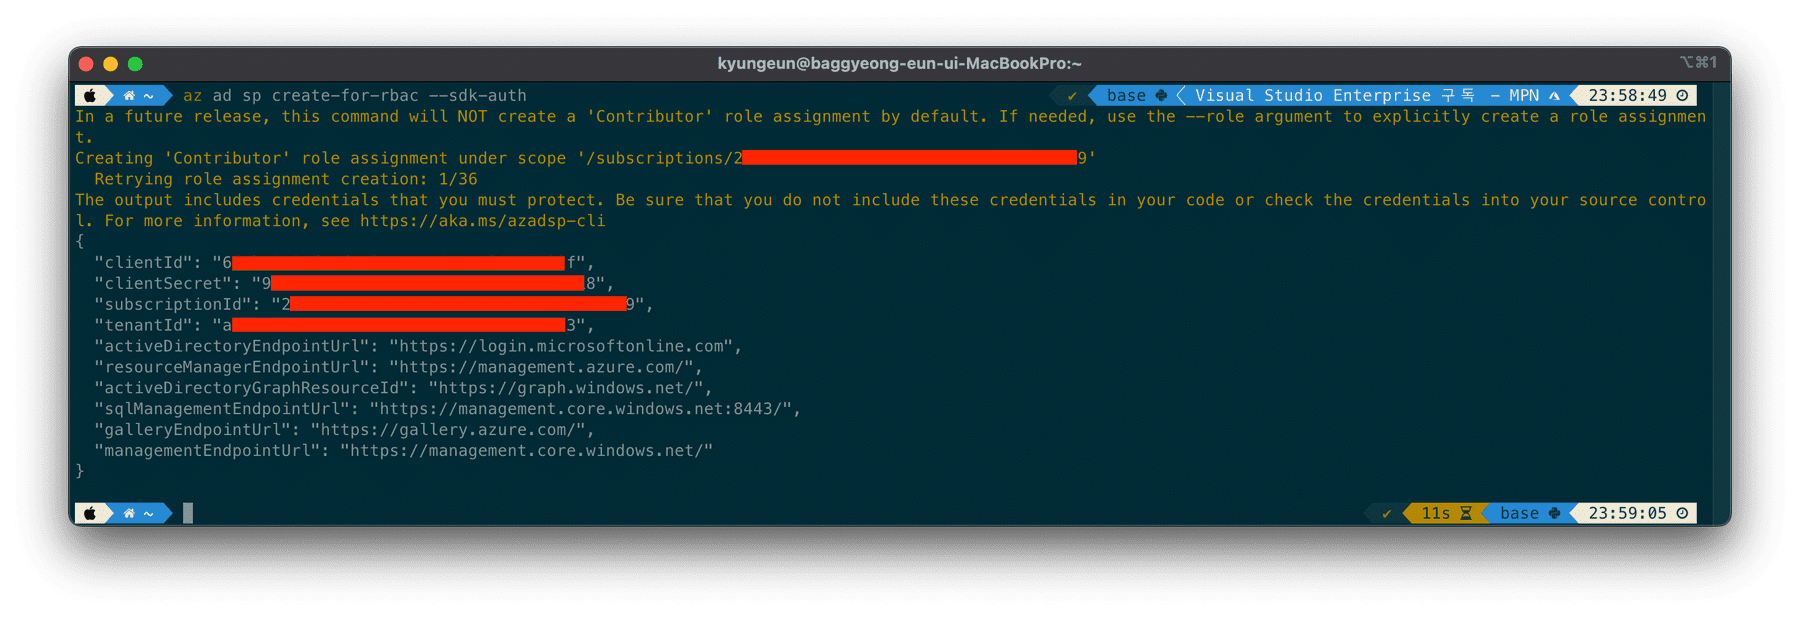 kyungeun@baggyeong-eun-ui-MacBookPro:~
⌥⌘1
~ az ad sp create-for-rbac --sdk-auth ✓ base Visual Studio Enterprise 구독 – MPN 23:58:49
In a future release, this command will NOT create a 'Contributor' role assignment by default. If needed, use the --role argument to explicitly create a role assignmen
t.
Creating 'Contributor' role assignment under scope '/subscriptions/2 9'
Retrying role assignment creation: 1/36
The output includes credentials that you must protect. Be sure that you do not include these credentials in your code or check the credentials into your source contro
l. For more information, see https://aka.ms/azadsp-cli
{
"clientId": "6 f",
"clientSecret": "9 8",
"subscriptionId": "2 9",
"tenantId": "a 3",
"activeDirectoryEndpointUrl": "https://login.microsoftonline.com",
"resourceManagerEndpointUrl": "https://management.azure.com/",
"activeDirectoryGraphResourceId": "https://graph.windows.net/",
"sqlManagementEndpointUrl": "https://management.core.windows.net:8443/",
"galleryEndpointUrl": "https://gallery.azure.com/",
"managementEndpointUrl": "https://management.core.windows.net/"
}
~ ✓ 11s base 23:59:05